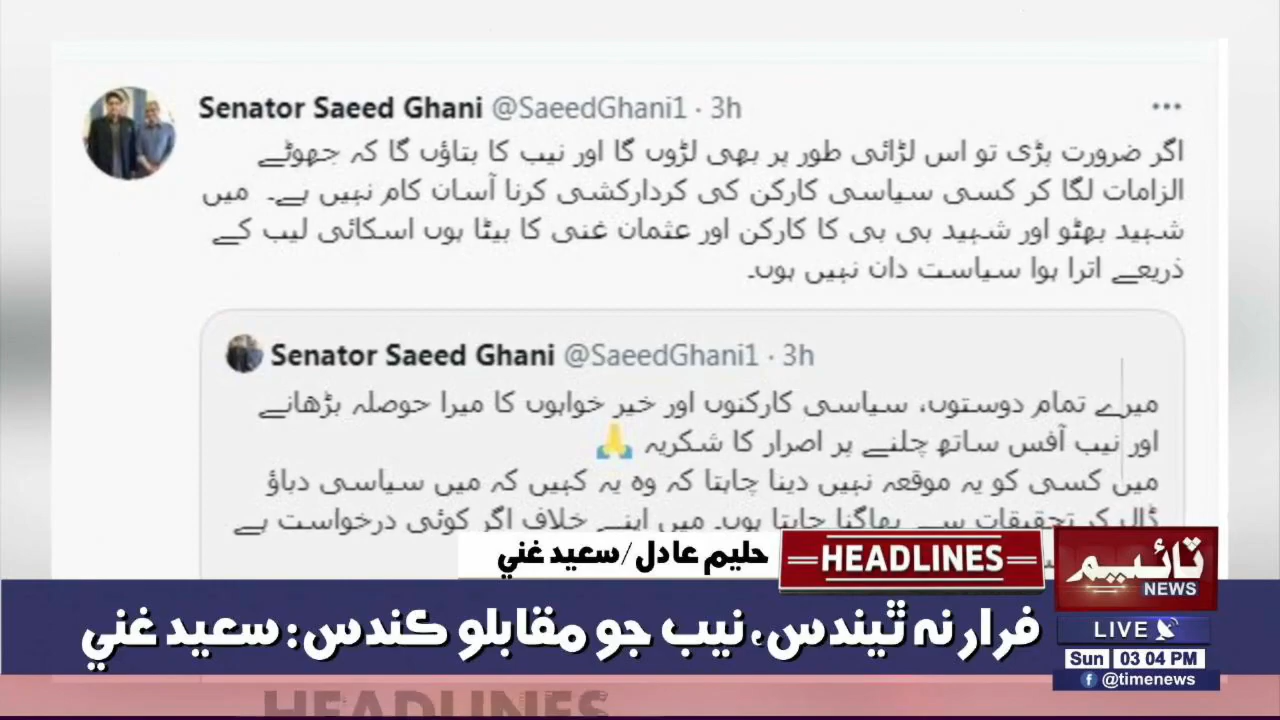 Senator Saeed Ghani @SaeedGhani1 · 3h
اگر ضرورت پڑی تو اس لڑائی طور پر بھی لڑوں گا اور نیب کا بتاؤں گا کہ جھوٹے
الزامات لگا کر کسی سیاسی کارکن کی کردارکشی کرنا آسان کام نہیں ہے۔ میں
شہید بھٹو اور شہید بی بی کا کارکن اور عثمان غنی کا بیٹا ہوں اسکائی لیب کے
ذریعے اترا ہوا سیاست دان نہیں ہوں۔
Senator Saeed Ghani @SaeedGhani1 · 3h
میرے تمام دوستوں، سیاسی کارکنوں اور خیر خواہوں کا میرا حوصلہ بڑھانے
اور نیب آفس ساتھ چلنے پر اصرار کا شکریہ 🙏
میں کسی کو یہ موقعہ نہیں دینا چاہتا کہ وہ یہ کہیں کہ میں سیاسی دباؤ
ڈال کر تحقیقات سے بھاگنا چاہتا ہوں۔ میں اپنے خلاف اگر کوئی درخواست ہے
حليم عادل/سعيد غني
HEADLINES
ٽائيم
NEWS
فرار نہ ٿيندس، نيب جو مقابلو ڪندس: سعيد غني
LIVE
Sun 03 04 PM
@timenews
HEADLINES